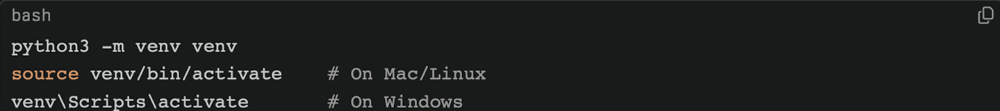 bash
python3 -m venv venv
source venv/bin/activate    # On Mac/Linux
venv\Scripts\activate       # On Windows